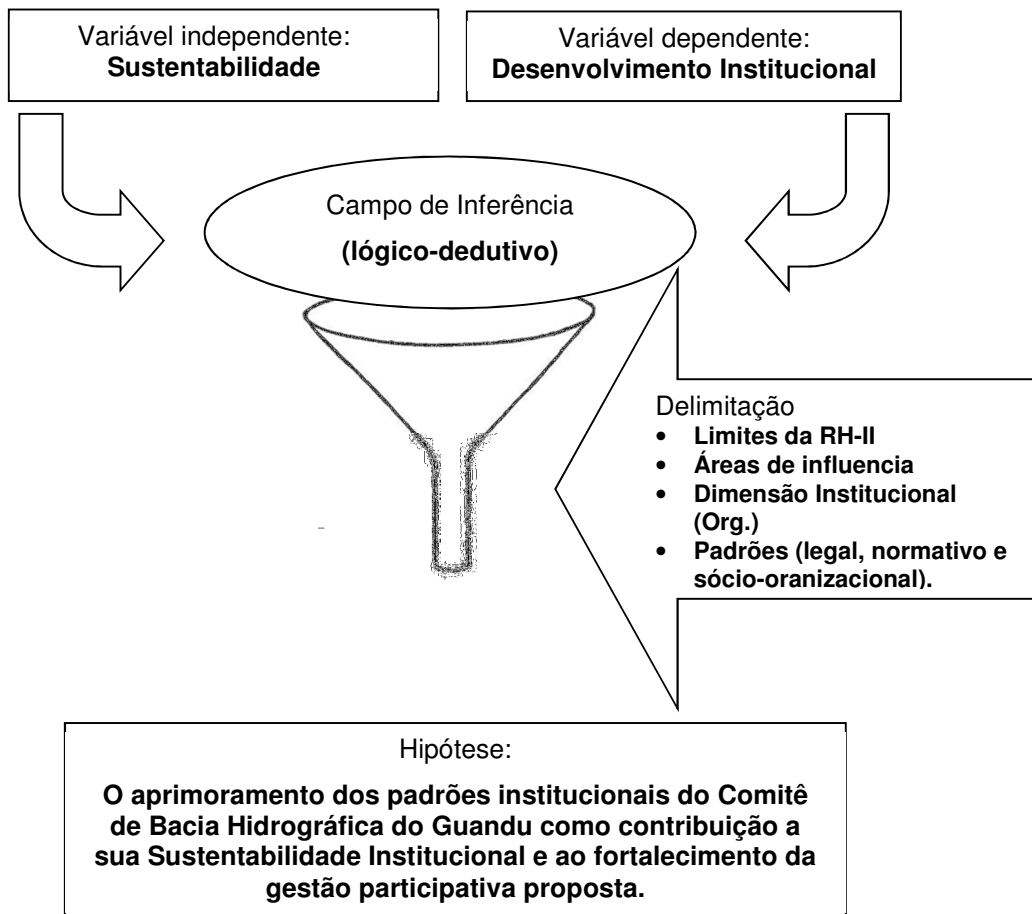 Variável independente:
Sustentabilidade
Variável dependente:
Desenvolvimento Institucional
Campo de Inferência
(lógico-dedutivo)
Delimitação
• Limites da RH-II
• Áreas de influencia
• Dimensão Institucional
(Org.)
• Padrões (legal, normativo e
sócio-oranizacional).
Hipótese:
O aprimoramento dos padrões institucionais do Comitê
de Bacia Hidrográfica do Guandu como contribuição a
sua Sustentabilidade Institucional e ao fortalecimento da
gestão participativa proposta.